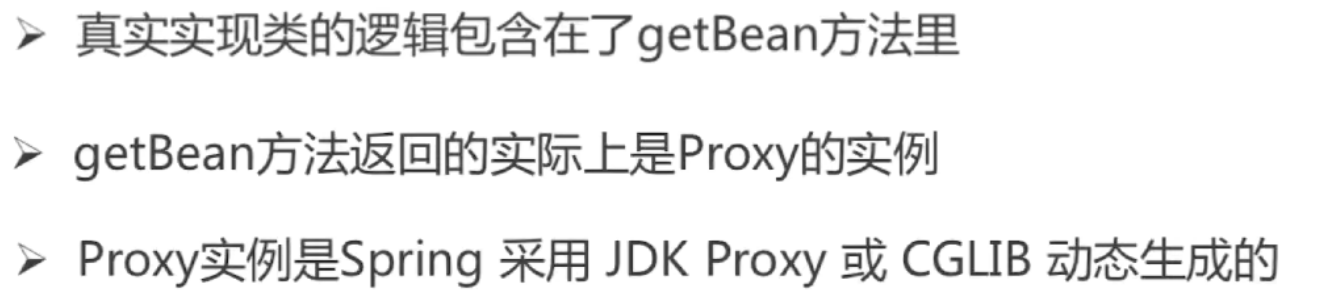 ➢ 真实实现类的逻辑包含在了getBean方法里
➢ getBean方法返回的实际上是Proxy的实例
➢ Proxy实例是Spring 采用 JDK Proxy 或 CGLIB 动态生成的